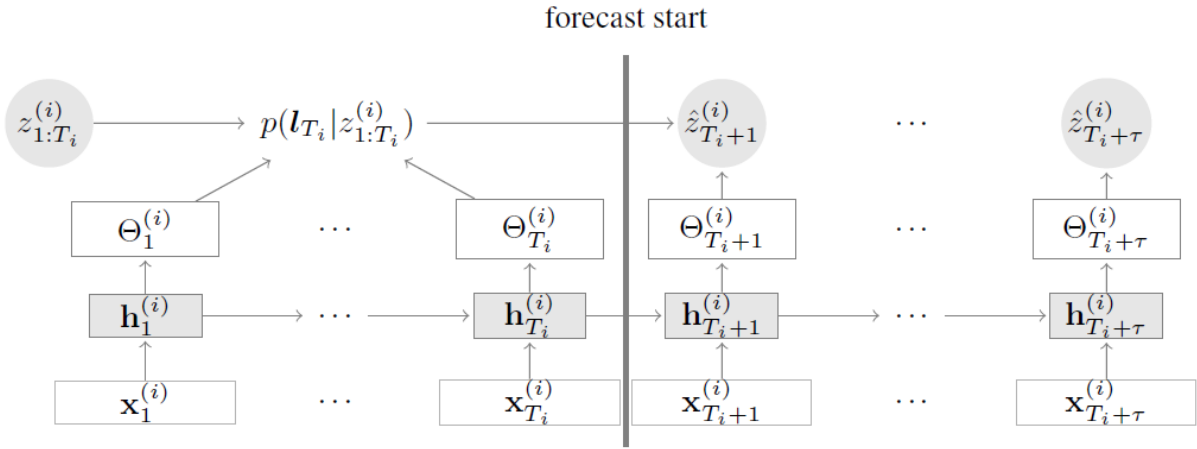 forecast start
z_{1:T_i}^{(i)} p(l_{T_i}|z_{1:T_i}^{(i)}) ẑ_{T_i+1}^{(i)} ⋯ ẑ_{T_i+τ}^{(i)}
Θ_1^{(i)} ⋯ Θ_{T_i}^{(i)} Θ_{T_i+1}^{(i)} ⋯ Θ_{T_i+τ}^{(i)}
h_1^{(i)} ⋯ h_{T_i}^{(i)} h_{T_i+1}^{(i)} ⋯ h_{T_i+τ}^{(i)}
x_1^{(i)} ⋯ x_{T_i}^{(i)} x_{T_i+1}^{(i)} ⋯ x_{T_i+τ}^{(i)}